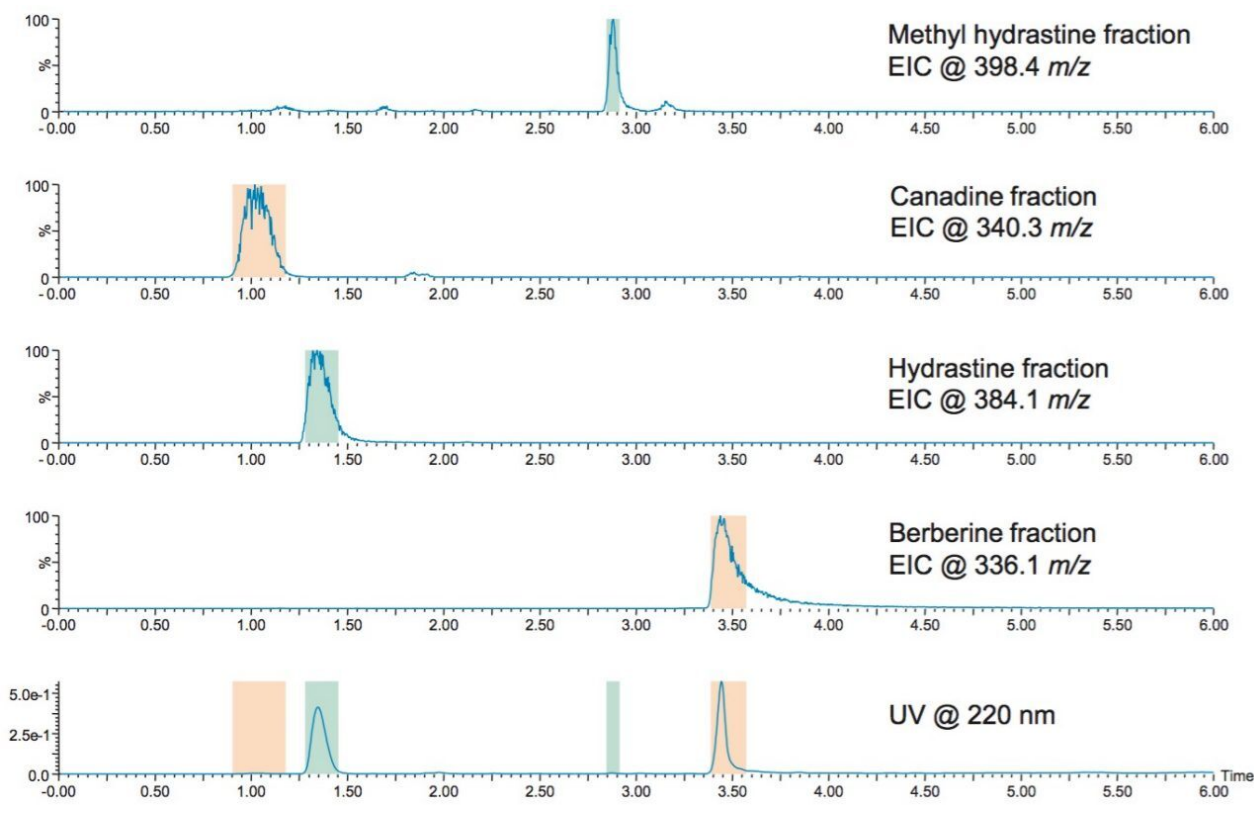 100
%
0
-0.00 0.50 1.00 1.50 2.00 2.50 3.00 3.50 4.00 4.50 5.00 5.50 6.00
Methyl hydrastine fraction
EIC @ 398.4 m/z
100
%
0
-0.00 0.50 1.00 1.50 2.00 2.50 3.00 3.50 4.00 4.50 5.00 5.50 6.00
Canadine fraction
EIC @ 340.3 m/z
100
%
0
-0.00 0.50 1.00 1.50 2.00 2.50 3.00 3.50 4.00 4.50 5.00 5.50 6.00
Hydrastine fraction
EIC @ 384.1 m/z
100
%
0
-0.00 0.50 1.00 1.50 2.00 2.50 3.00 3.50 4.00 4.50 5.00 5.50 6.00
Berberine fraction
EIC @ 336.1 m/z
5.0e-1
2.5e-1
0.0
-0.00 0.50 1.00 1.50 2.00 2.50 3.00 3.50 4.00 4.50 5.00 5.50 6.00
Time
UV @ 220 nm